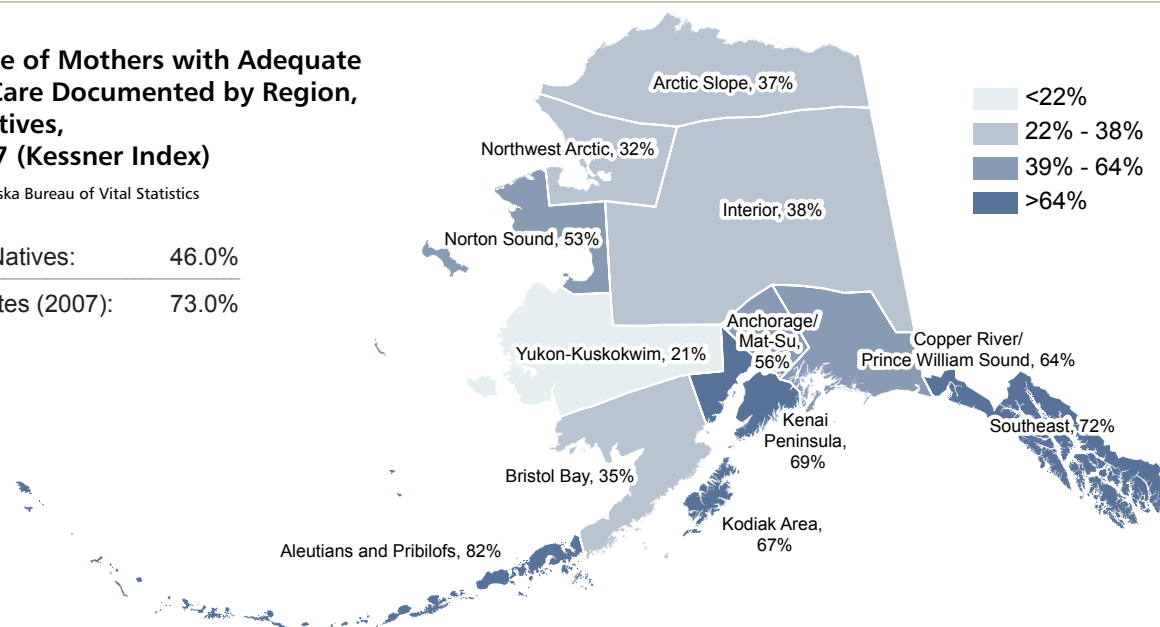 e of Mothers with Adequate
Care Documented by Region,
tives,
7 (Kessner Index)
ska Bureau of Vital Statistics
Natives: 46.0%
tes (2007): 73.0%
Arctic Slope, 37%
Northwest Arctic, 32%
Interior, 38%
Norton Sound, 53%
Anchorage/
Mat-Su,
56%
Yukon-Kuskokwim, 21%
Copper River/
Prince William Sound, 64%
Southeast, 72%
Kenai
Peninsula,
69%
Bristol Bay, 35%
Kodiak Area,
67%
Aleutians and Pribilofs, 82%
<22%
22% - 38%
39% - 64%
>64%